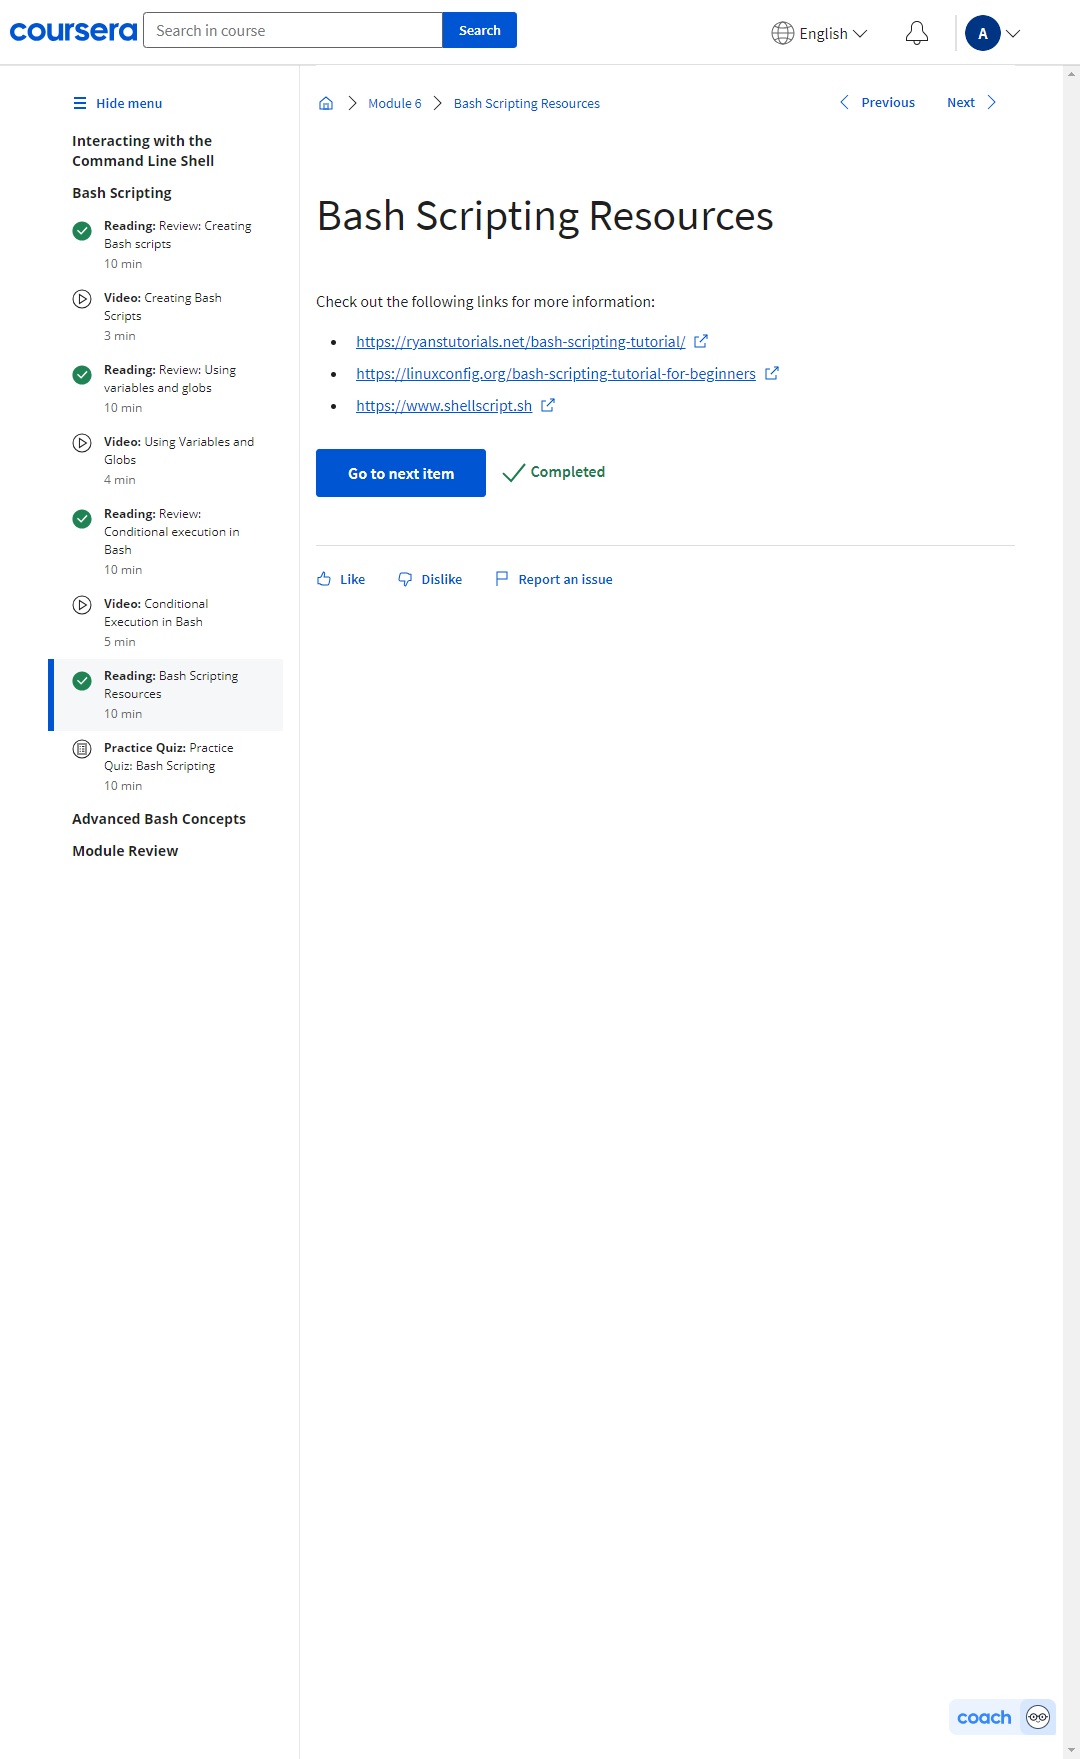 coursera
Search in course
Search
English
A
Hide menu
Interacting with the
Command Line Shell
Bash Scripting
Reading: Review: Creating
Bash scripts
10 min
Video: Creating Bash
Scripts
3 min
Reading: Review: Using
variables and globs
10 min
Video: Using Variables and
Globs
4 min
Reading: Review:
Conditional execution in
Bash
10 min
Video: Conditional
Execution in Bash
5 min
Reading: Bash Scripting
Resources
10 min
Practice Quiz: Practice
Quiz: Bash Scripting
10 min
Advanced Bash Concepts
Module Review
Module 6
Bash Scripting Resources
Previous
Next
Bash Scripting Resources
Check out the following links for more information:
https://ryanstutorials.net/bash-scripting-tutorial/
https://linuxconfig.org/bash-scripting-tutorial-for-beginners
https://www.shellscript.sh
Go to next item
Completed
Like
Dislike
Report an issue
coach